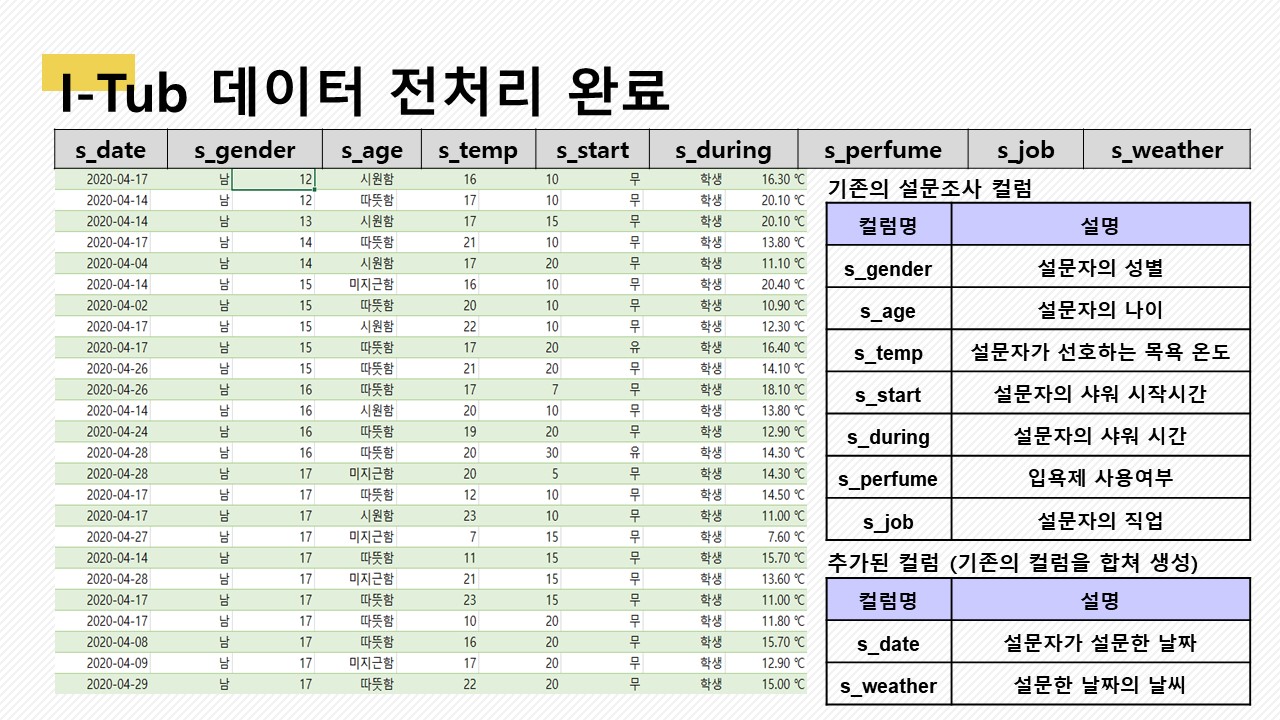 I-Tub 데이터 전처리 완료
s_date s_gender s_age s_temp s_start s_during s_perfume s_job s_weather
2020-04-17 남 12 시원함 16 10 무 학생 16.30 ℃
2020-04-14 남 12 따뜻함 17 10 무 학생 20.10 ℃
2020-04-14 남 13 시원함 17 15 무 학생 20.10 ℃
2020-04-17 남 14 따뜻함 21 10 무 학생 13.80 ℃
2020-04-04 남 14 시원함 17 20 무 학생 11.10 ℃
2020-04-14 남 15 미지근함 16 10 무 학생 20.40 ℃
2020-04-02 남 15 따뜻함 20 10 무 학생 10.90 ℃
2020-04-17 남 15 시원함 22 10 무 학생 12.30 ℃
2020-04-17 남 15 따뜻함 17 20 유 학생 16.40 ℃
2020-04-26 남 15 따뜻함 21 20 무 학생 14.10 ℃
2020-04-26 남 16 따뜻함 17 7 무 학생 18.10 ℃
2020-04-14 남 16 시원함 20 10 무 학생 13.80 ℃
2020-04-24 남 16 따뜻함 19 20 무 학생 12.90 ℃
2020-04-28 남 16 따뜻함 20 30 유 학생 14.30 ℃
2020-04-28 남 17 미지근함 20 5 무 학생 14.30 ℃
2020-04-17 남 17 따뜻함 12 10 무 학생 14.50 ℃
2020-04-17 남 17 시원함 23 10 무 학생 11.00 ℃
2020-04-27 남 17 미지근함 7 15 무 학생 7.60 ℃
2020-04-14 남 17 따뜻함 11 15 무 학생 15.70 ℃
2020-04-28 남 17 미지근함 21 15 무 학생 13.60 ℃
2020-04-17 남 17 따뜻함 23 15 무 학생 11.00 ℃
2020-04-17 남 17 따뜻함 10 20 무 학생 11.80 ℃
2020-04-08 남 17 따뜻함 16 20 무 학생 15.70 ℃
2020-04-09 남 17 미지근함 17 20 무 학생 12.90 ℃
2020-04-29 남 17 따뜻함 22 20 무 학생 15.00 ℃
기존의 설문조사 컬럼
컬럼명 설명
s_gender 설문자의 성별
s_age 설문자의 나이
s_temp 설문자가 선호하는 목욕 온도
s_start 설문자의 샤워 시작시간
s_during 설문자의 샤워 시간
s_perfume 입욕제 사용여부
s_job 설문자의 직업
추가된 컬럼 (기존의 컬럼을 합쳐 생성)
컬럼명 설명
s_date 설문자가 설문한 날짜
s_weather 설문한 날짜의 날씨